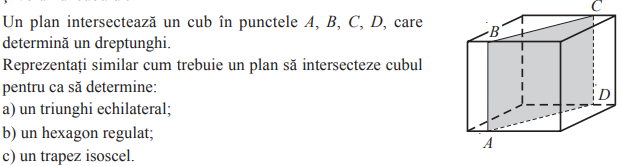 Un plan intersectează un cub în punctele A, B, C, D, care
determină un dreptunghi.
Reprezentați similar cum trebuie un plan să intersecteze cubul
pentru ca să determine:
a) un triunghi echilateral;
b) un hexagon regulat;
c) un trapez isoscel.
C
B
D
A